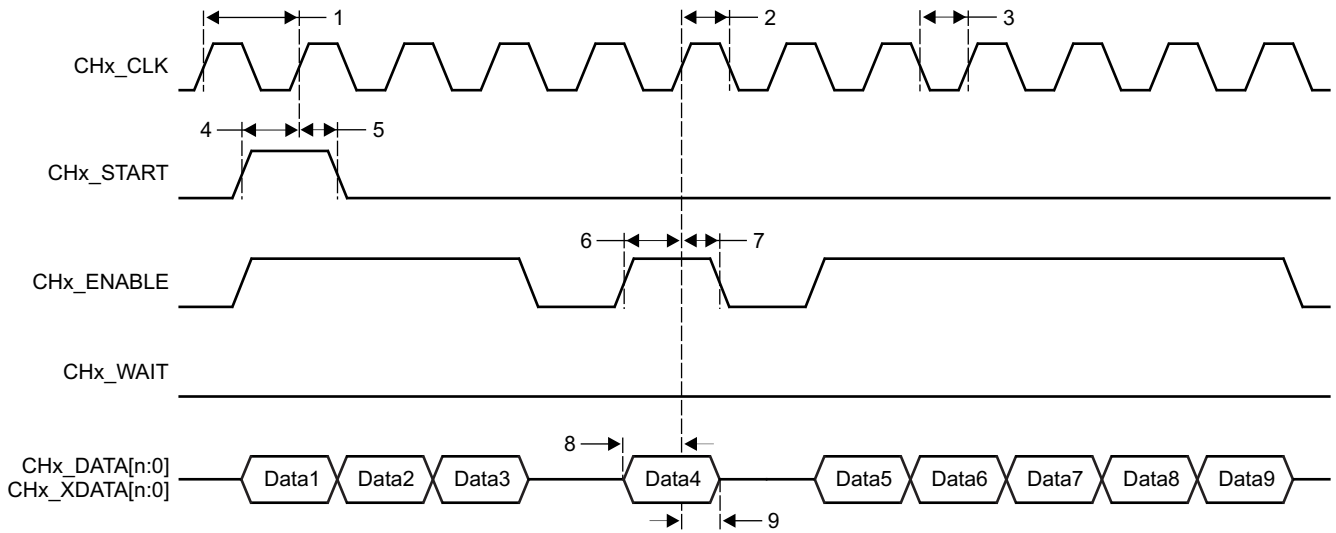 1
2
3
CHx_CLK
4
5
CHx_START
6
7
CHx_ENABLE
CHx_WAIT
8
CHx_DATA[n:0]
CHx_XDATA[n:0]
Data1 Data2 Data3 Data4 Data5 Data6 Data7 Data8 Data9
9